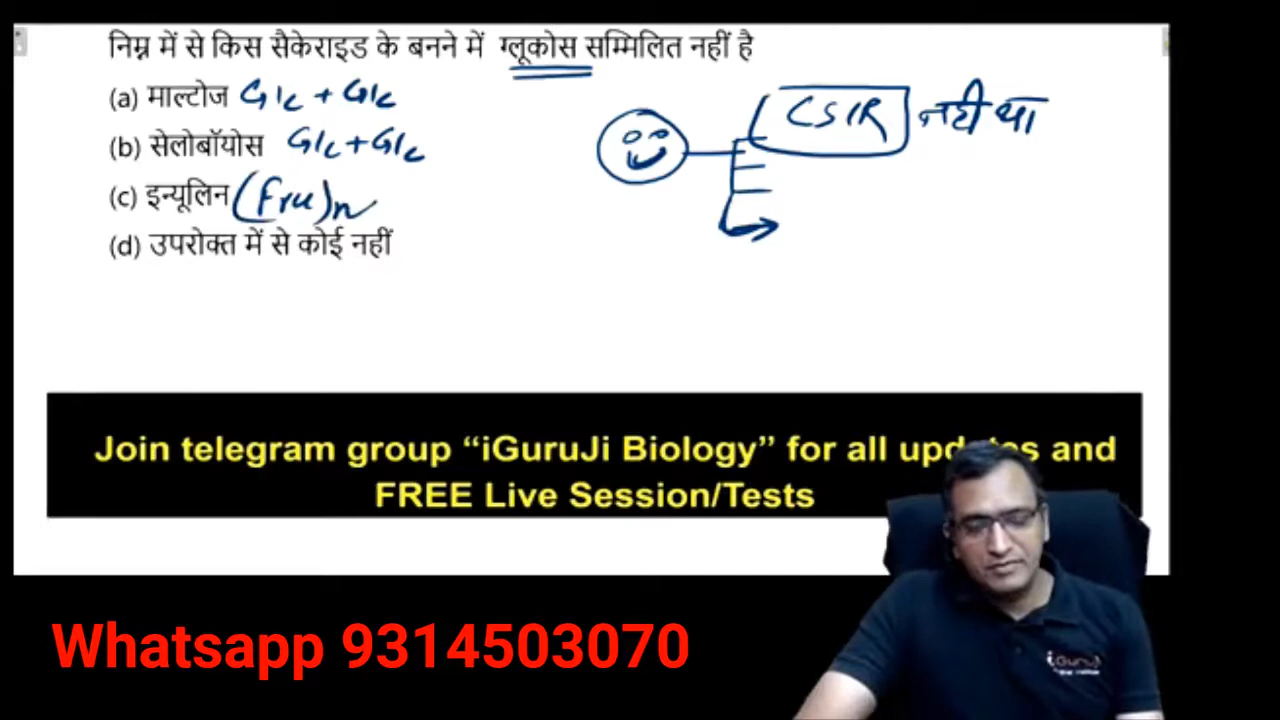 निम्न में से किस सैकेराइड के बनने में ग्लूकोस सम्मिलित नहीं है
(a) माल्टोज Glc + Glc
(b) सेलोबॉयोस Glc + Glc
(c) इन्यूलिन (Fru)n
(d) उपरोक्त में से कोई नहीं
CSIR नही था
Join telegram group “iGuruJi Biology” for all updates and
FREE Live Session/Tests
Whatsapp 9314503070
iGuruJi